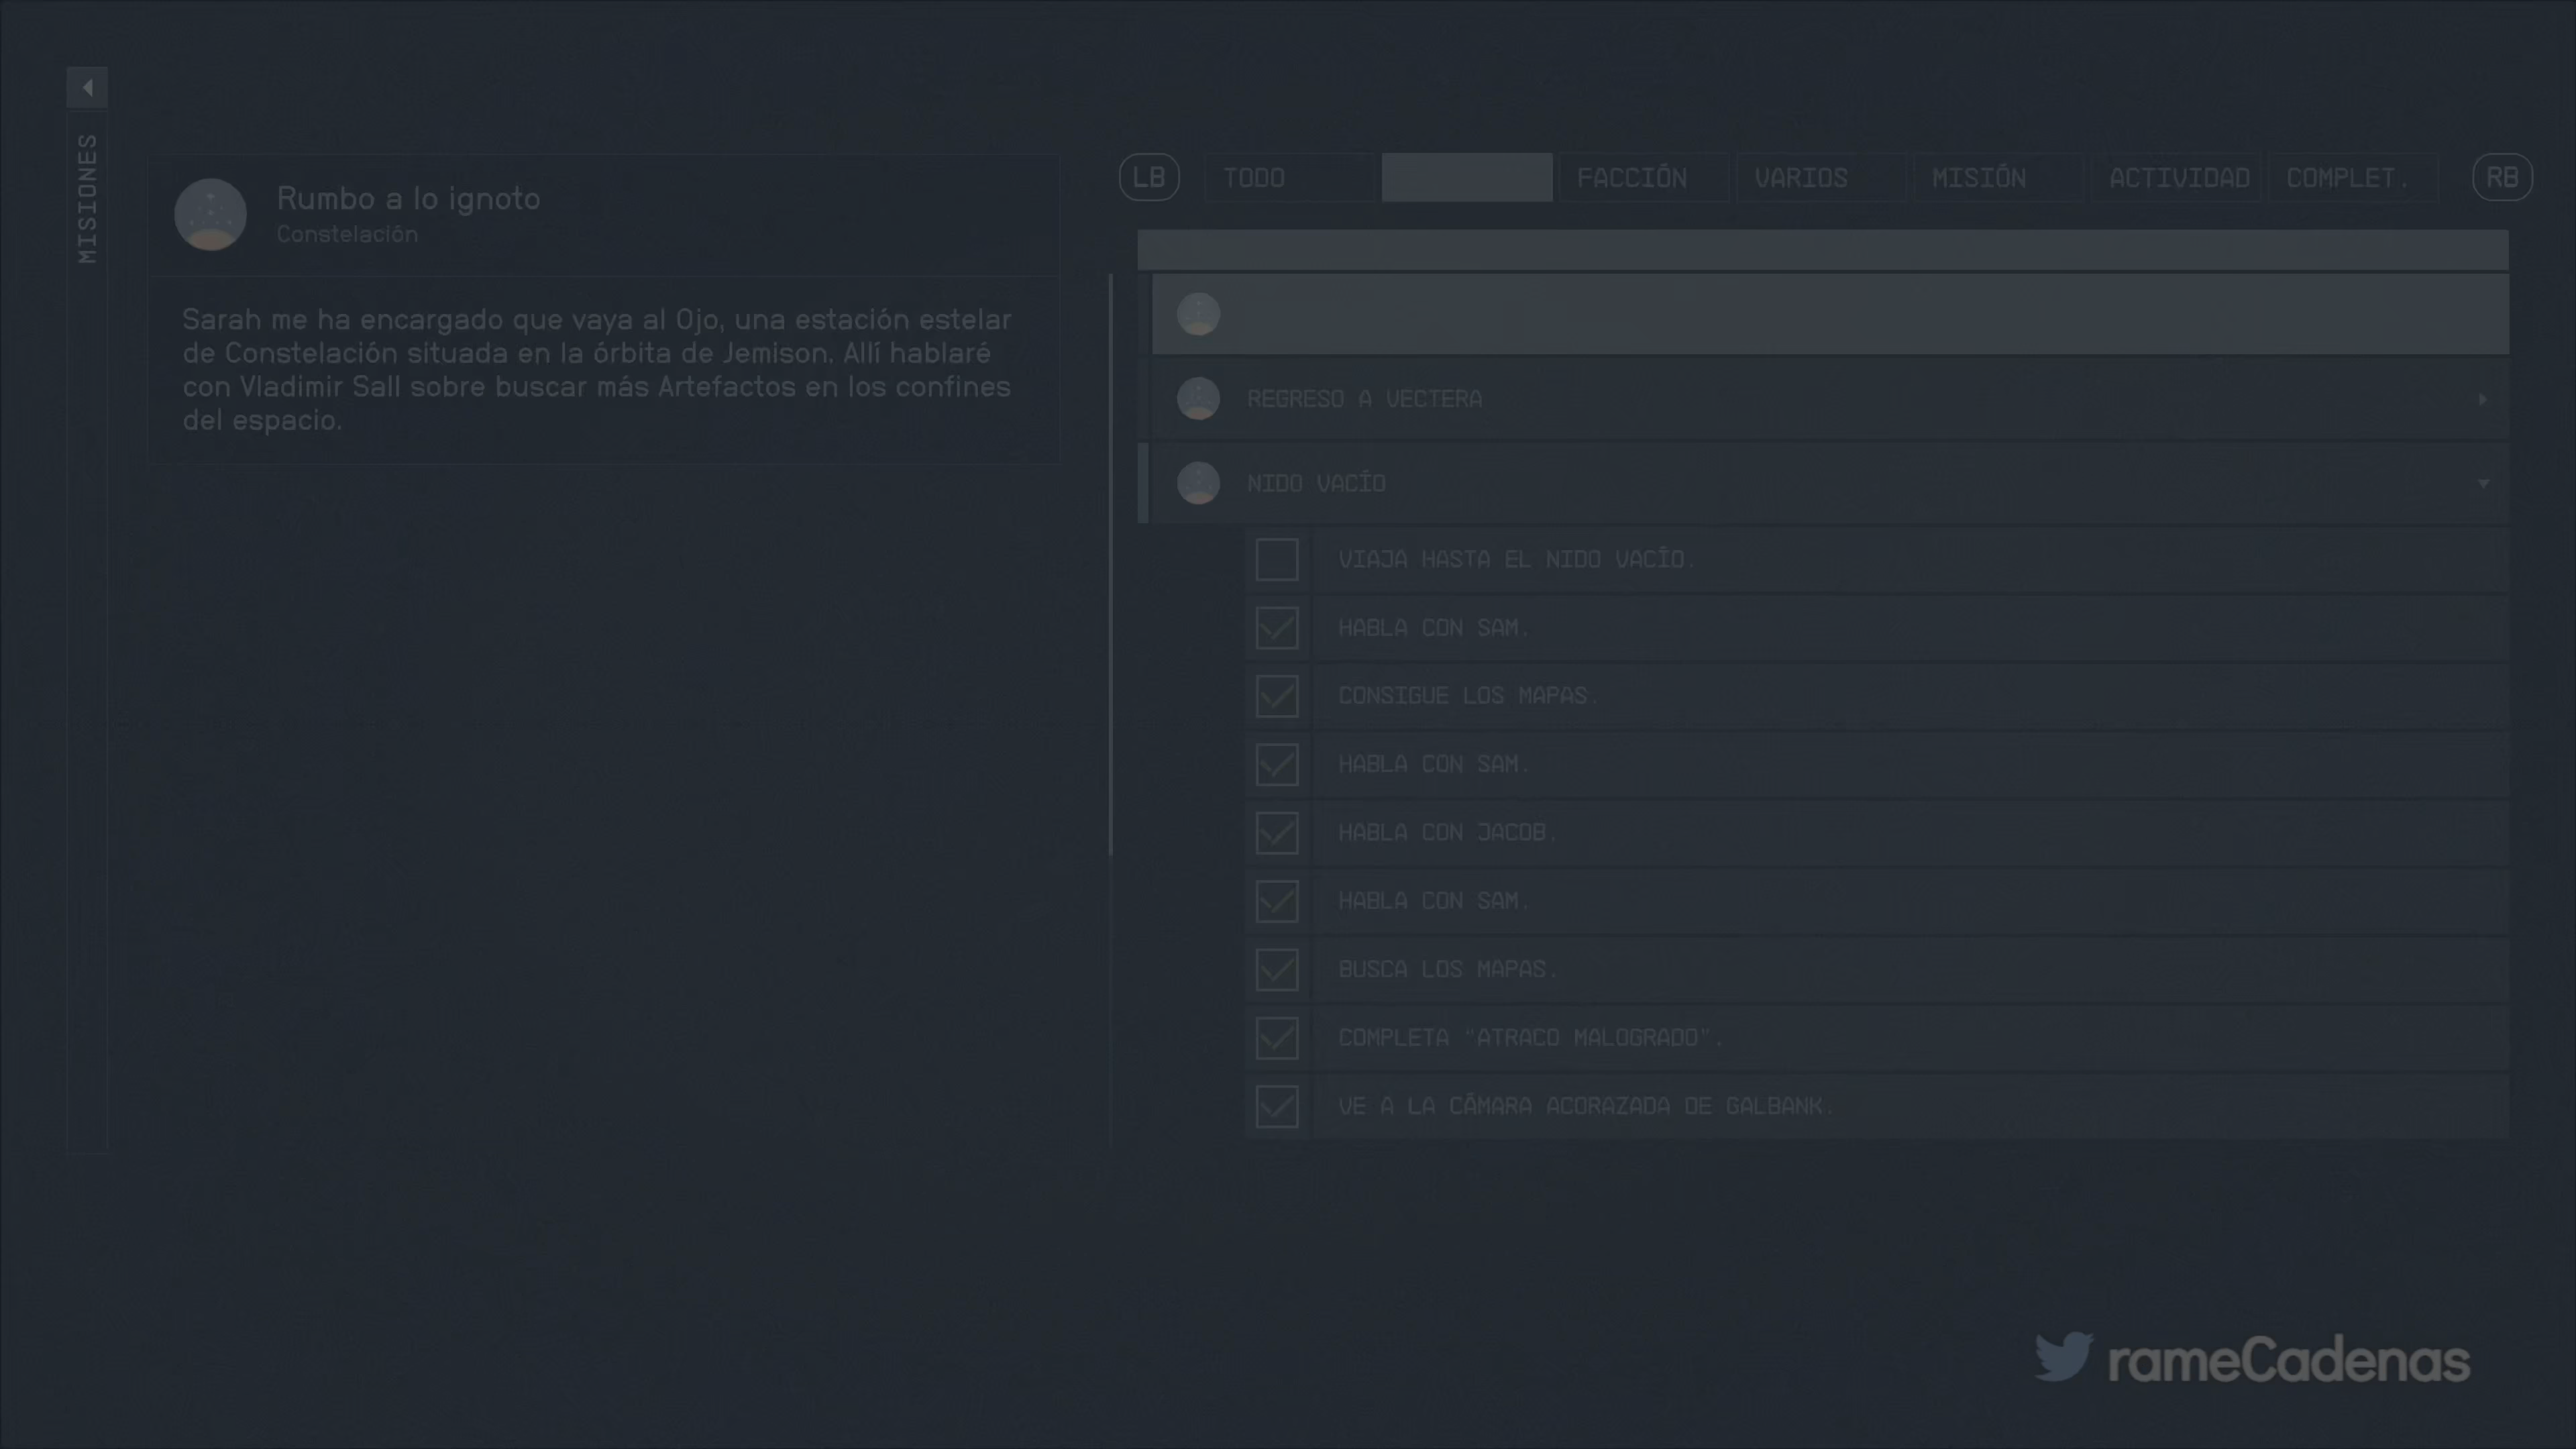 MISIONES
Rumbo a lo ignoto
Constelación
Sarah me ha encargado que vaya al Ojo, una estación estelar
de Constelación situada en la órbita de Jemison. Allí hablaré
con Vladimir Sall sobre buscar más Artefactos en los confines
del espacio.
LB TODO FACCIÓN VARIOS MISIÓN ACTIVIDAD COMPLET. RB
REGRESO A VECTERA
NIDO VACÍO
VIAJA HASTA EL NIDO VACÍO.
HABLA CON SAM.
CONSIGUE LOS MAPAS.
HABLA CON SAM.
HABLA CON JACOB.
HABLA CON SAM.
BUSCA LOS MAPAS.
COMPLETA "ATRACO MALOGRADO".
VE A LA CÁMARA ACORAZADA DE GALBANK.
rameCadenas